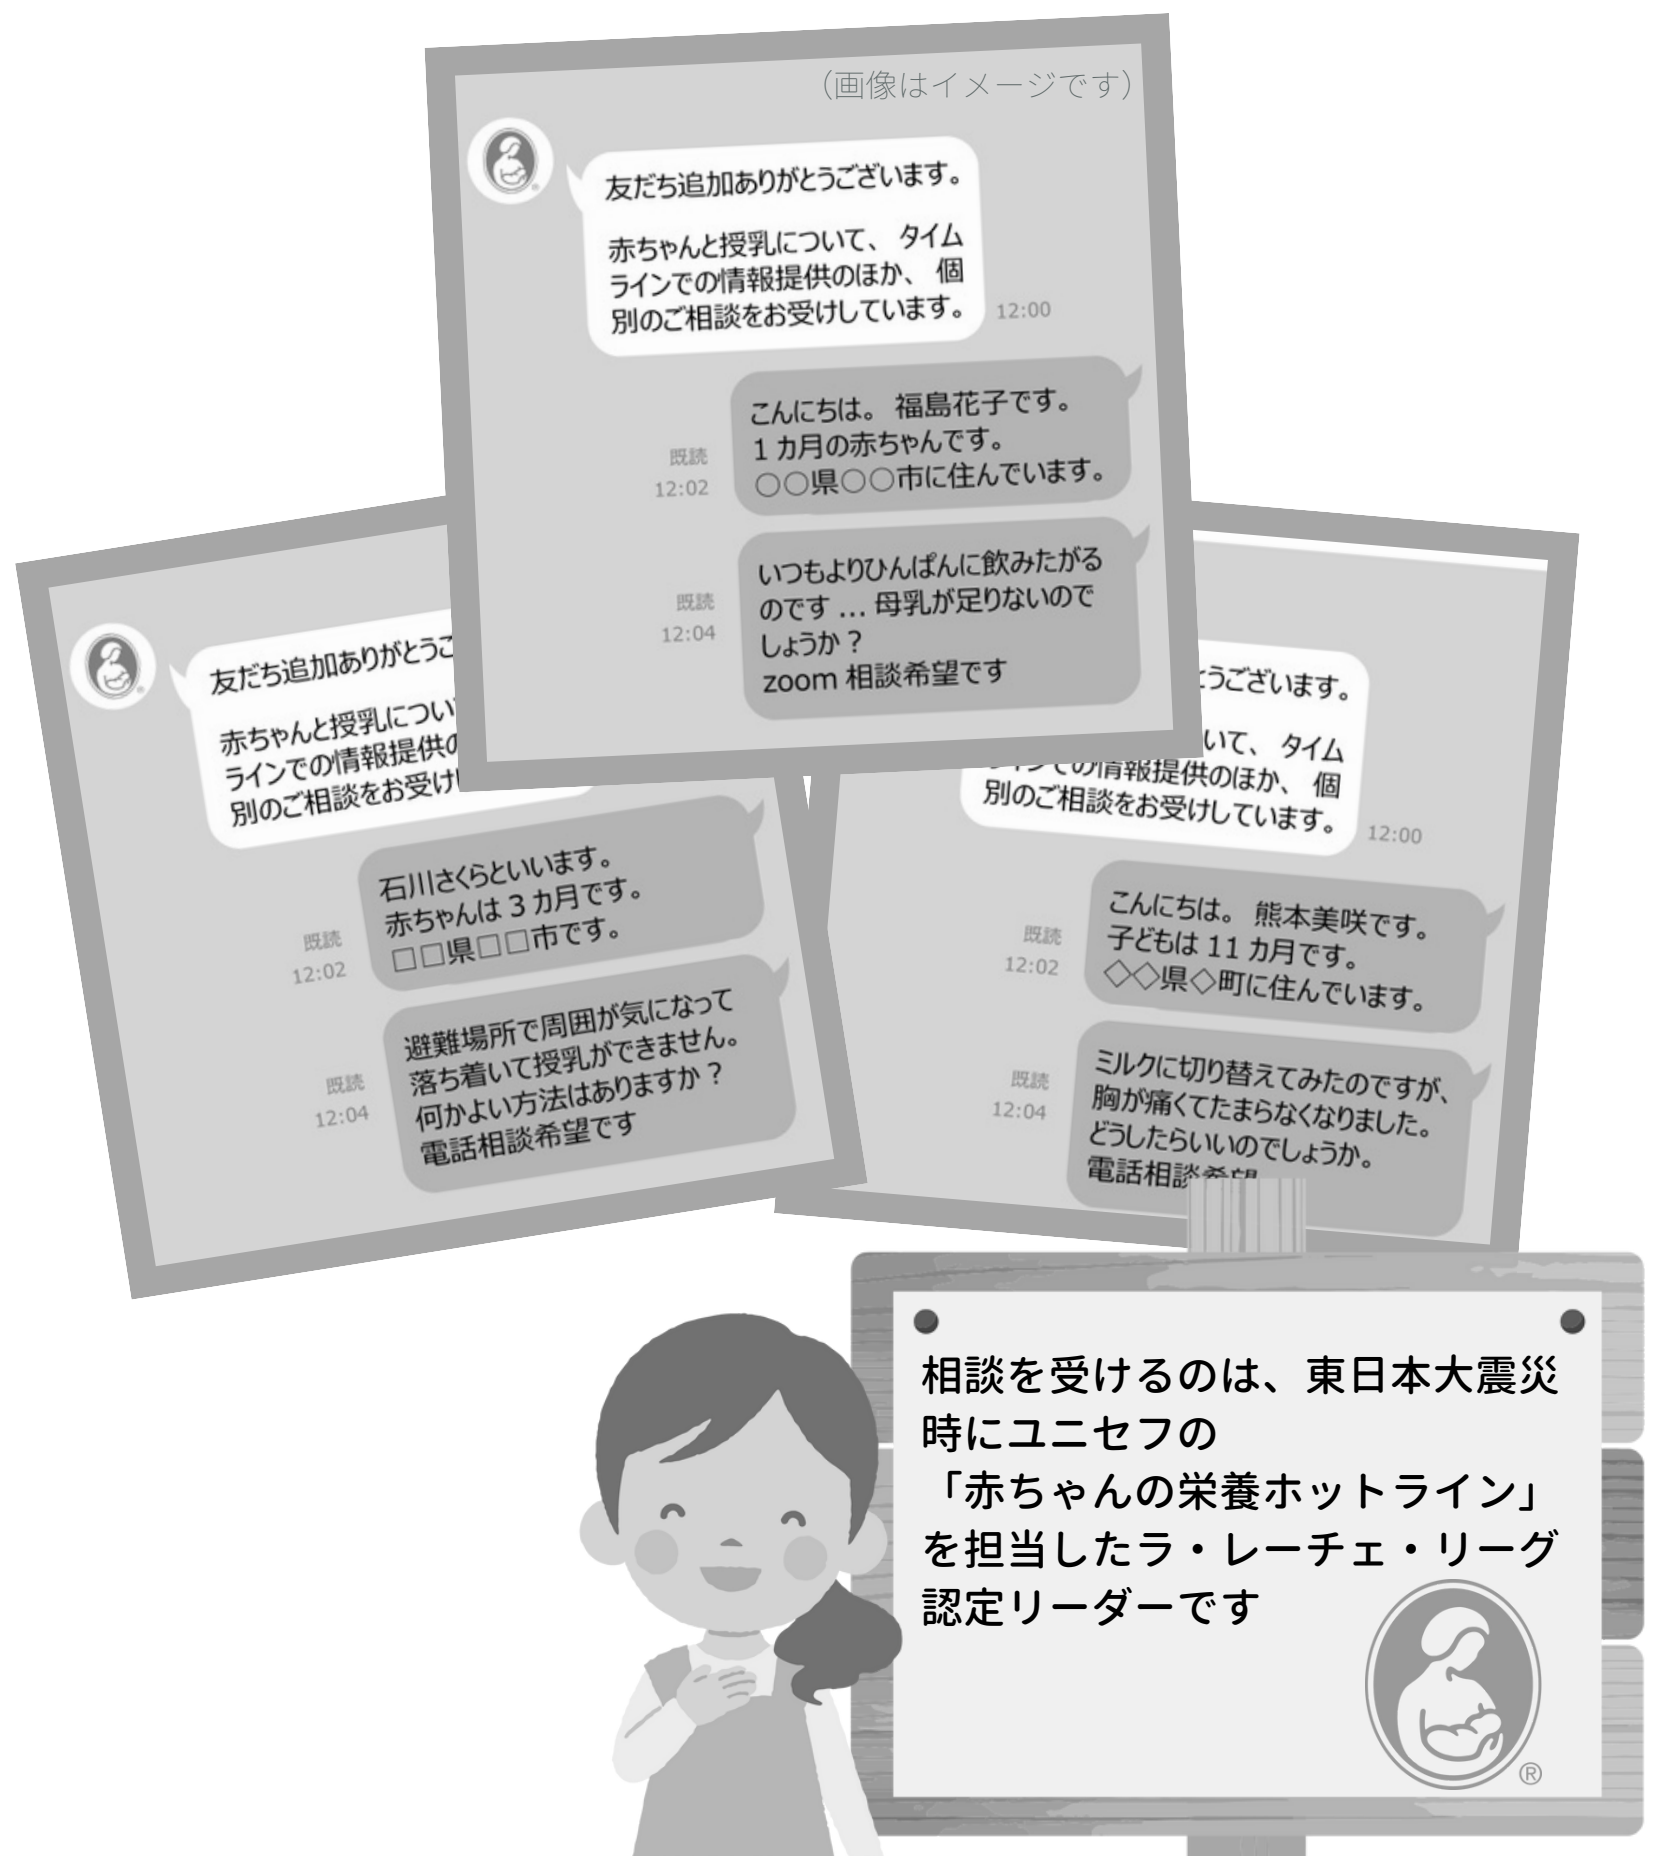 （画像はイメージです）
友だち追加ありがとうございます。
赤ちゃんと授乳について、 タイム
ラインでの情報提供のほか、 個
別のご相談をお受けしています。
12:00
こんにちは。 福島花子です。
1 カ月の赤ちゃんです。
○○県○○市に住んでいます。
既読
12:02
いつもよりひんぱんに飲みたがる
のです … 母乳が足りないので
しょうか？
zoom 相談希望です
既読
12:04
友だち追加ありがとうご
赤ちゃんと授乳につい
ラインでの情報提供の
別のご相談をお受け
石川さくらといいます。
赤ちゃんは 3 カ月です。
□□県□□市です。
既読
12:02
避難場所で周囲が気になって
落ち着いて授乳ができません。
何かよい方法はありますか？
電話相談希望です
既読
12:04
とうございます。
いて、 タイム
ラインでの情報提供のほか、 個
別のご相談をお受けしています。
12:00
こんにちは。 熊本美咲です。
子どもは 11 カ月です。
◇◇県◇町に住んでいます。
既読
12:02
ミルクに切り替えてみたのですが、
胸が痛くてたまらなくなりました。
どうしたらいいのでしょうか。
電話相談希望
既読
12:04
相談を受けるのは、東日本大震災
時にユニセフの
「赤ちゃんの栄養ホットライン」
を担当したラ・レーチェ・リーグ
認定リーダーです
®